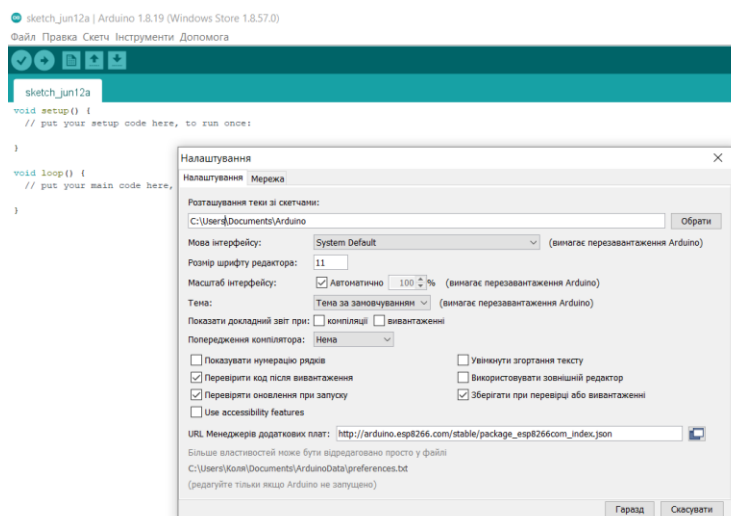 sketch_jun12a | Arduino 1.8.19 (Windows Store 1.8.57.0)
Файл Правка Скетч Інструменти Допомога
sketch_jun12a
void setup() {
// put your setup code here, to run once:
}
void loop() {
// put your main code here,
}
Налаштування
Налаштування Мережа
Розташування теки зі скетчами:
C:\Users\Documents\Arduino Обрати
Мова інтерфейсу: System Default (вимагає перезавантаження Arduino)
Розмір шрифту редактора: 11
Масштаб інтерфейсу: Автоматично 100 % (вимагає перезавантаження Arduino)
Тема: Тема за замовчуванням (вимагає перезавантаження Arduino)
Показати докладний звіт при: компіляції вивантаженні
Попередження компілятора: Нема
Показувати нумерацію рядків Увімкнути згортання тексту
Перевірити код після вивантаження Використовувати зовнішній редактор
Перевіряти оновлення при запуску Зберігати при перевірці або вивантаженні
Use accessibility features
URL Менеджерів додаткових плат: http://arduino.esp8266.com/stable/package_esp8266com_index.json
Більше властивостей може бути відредаговано просто у файлі
C:\Users\Коля\Documents\ArduinoData\preferences.txt
(редагуйте тільки якщо Arduino не запущено)
Гаразд Скасувати